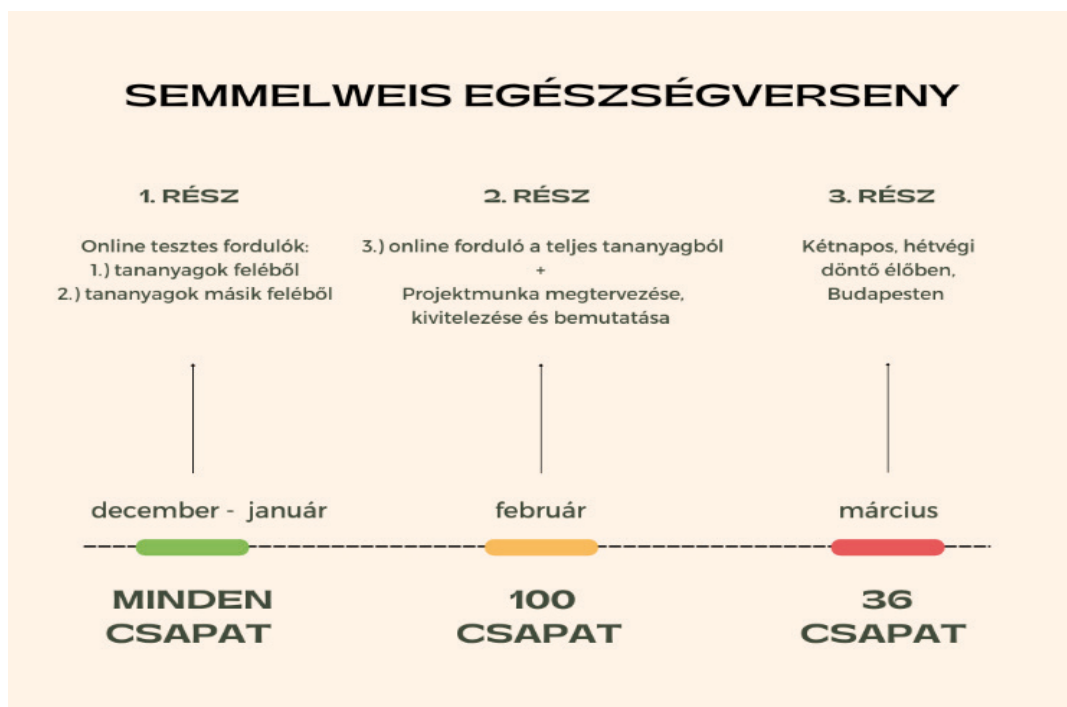 SEMMELWEIS EGÉSZSÉGVERSENY
1. RÉSZ
Online tesztes fordulók:
1.) tananyagok feléből
2.) tananyagok másik feléből
2. RÉSZ
3.) online forduló a teljes tananyagból
+
Projektmunka megtervezése,
kivitelezése és bemutatása
3. RÉSZ
Kétnapos, hétvégi
döntő élőben,
Budapesten
december - január
február
március
MINDEN
CSAPAT
100
CSAPAT
36
CSAPAT